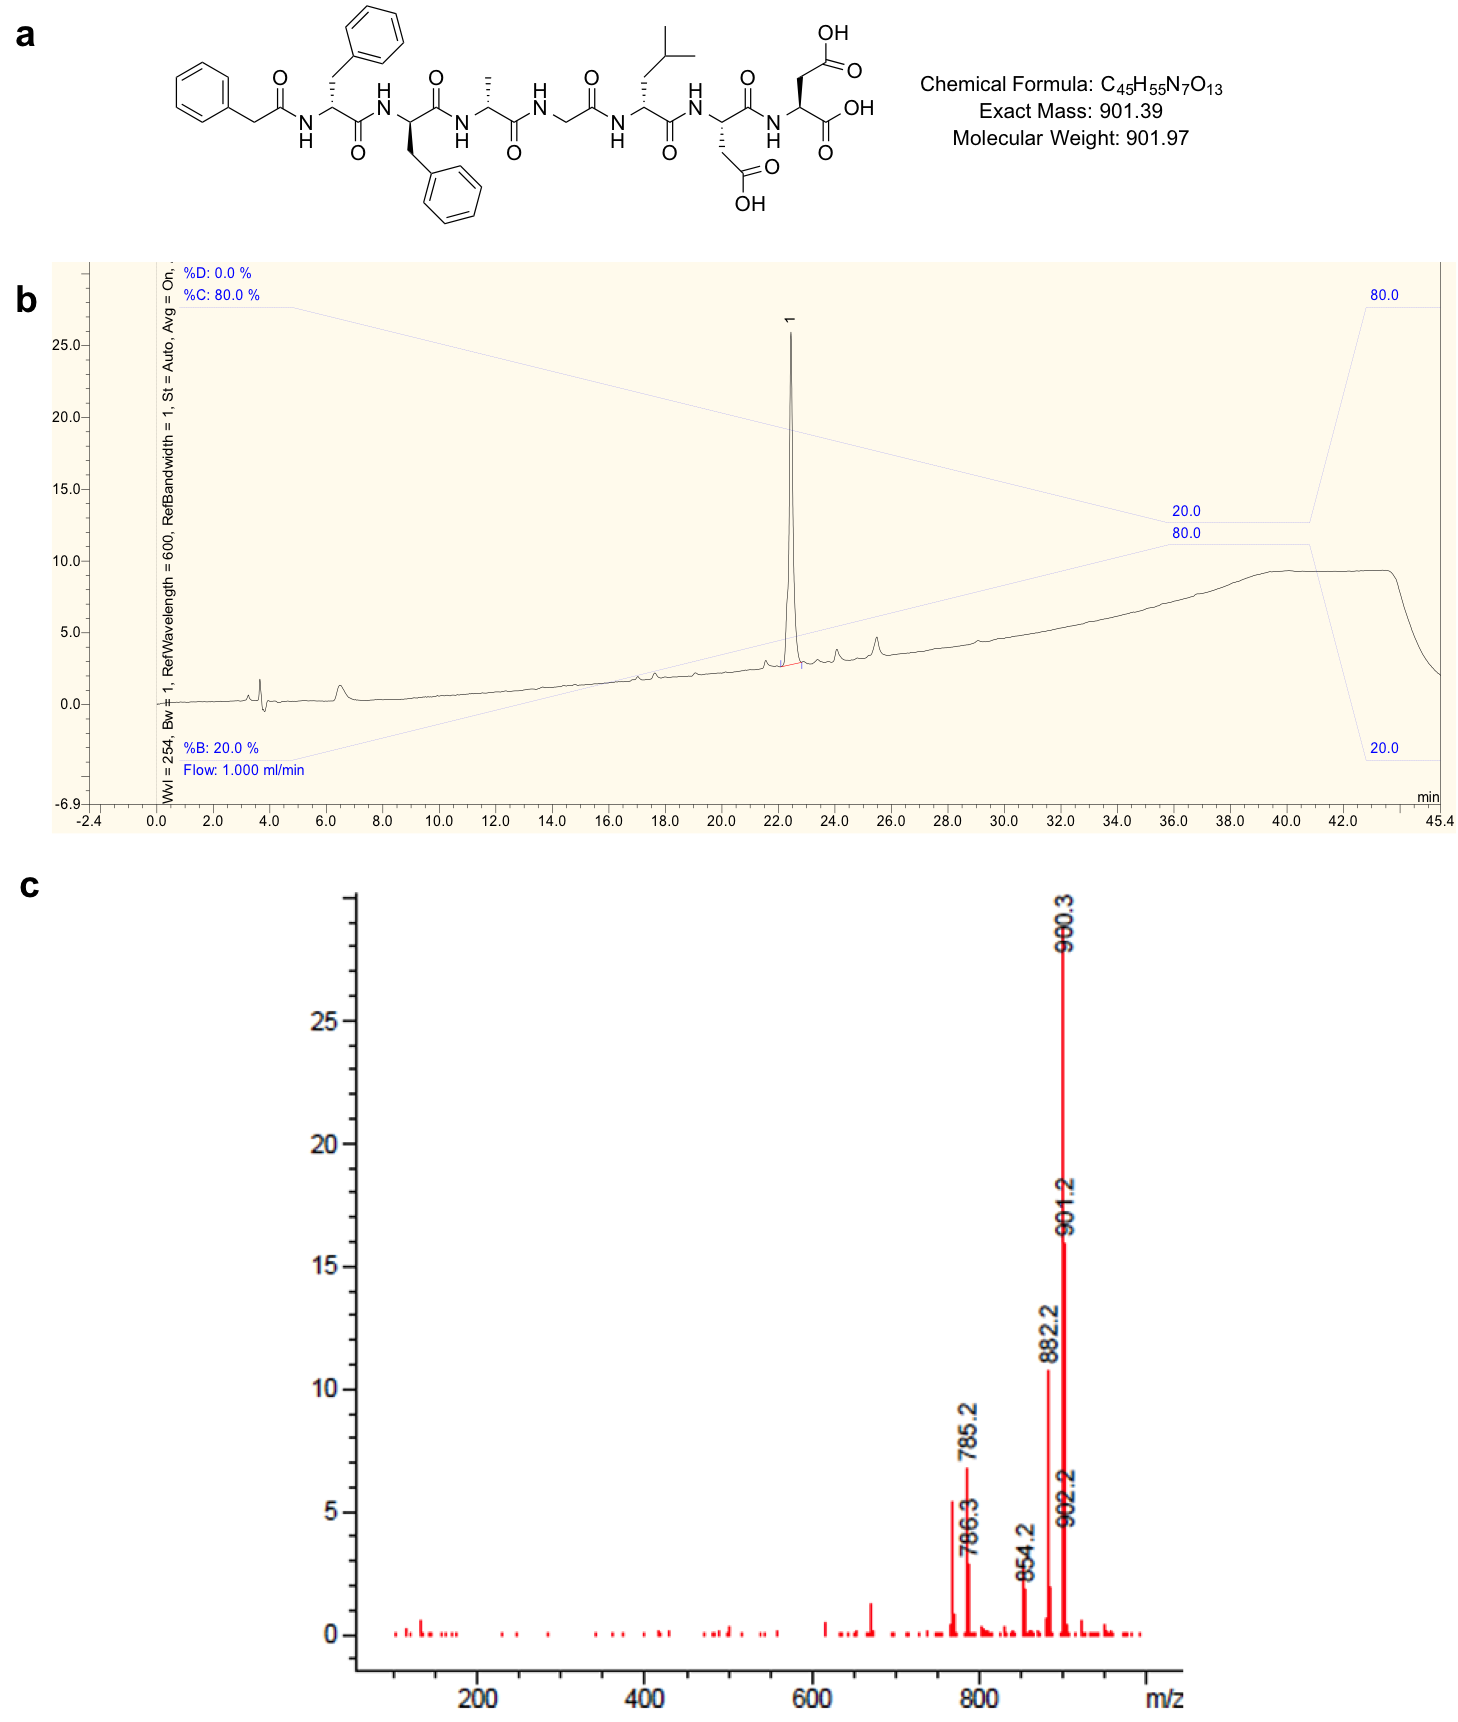 a
OH
O
OH
O
O
O
O
O
H
N
H
N
H
N
H
N
N
H
N
H
N
H
O
O
O
O
O
OH
Chemical Formula: C45H55N7O13
Exact Mass: 901.39
Molecular Weight: 901.97
b
%D: 0.0 %
%C: 80.0 %
80.0
1
Wvl = 254, Bw = 1, RefWavelength = 600, RefBandwidth = 1, St = Auto, Avg = On,
25.0
20.0
15.0
10.0
5.0
0.0
-6.9
20.0
80.0
%B: 20.0 %
20.0
Flow: 1.000 ml/min
min
-2.4 0.0 2.0 4.0 6.0 8.0 10.0 12.0 14.0 16.0 18.0 20.0 22.0 24.0 26.0 28.0 30.0 32.0 34.0 36.0 38.0 40.0 42.0 45.4
c
900.3
901.2
882.2
785.2
902.2
786.3
854.2
25
20
15
10
5
0
200 400 600 800 m/z